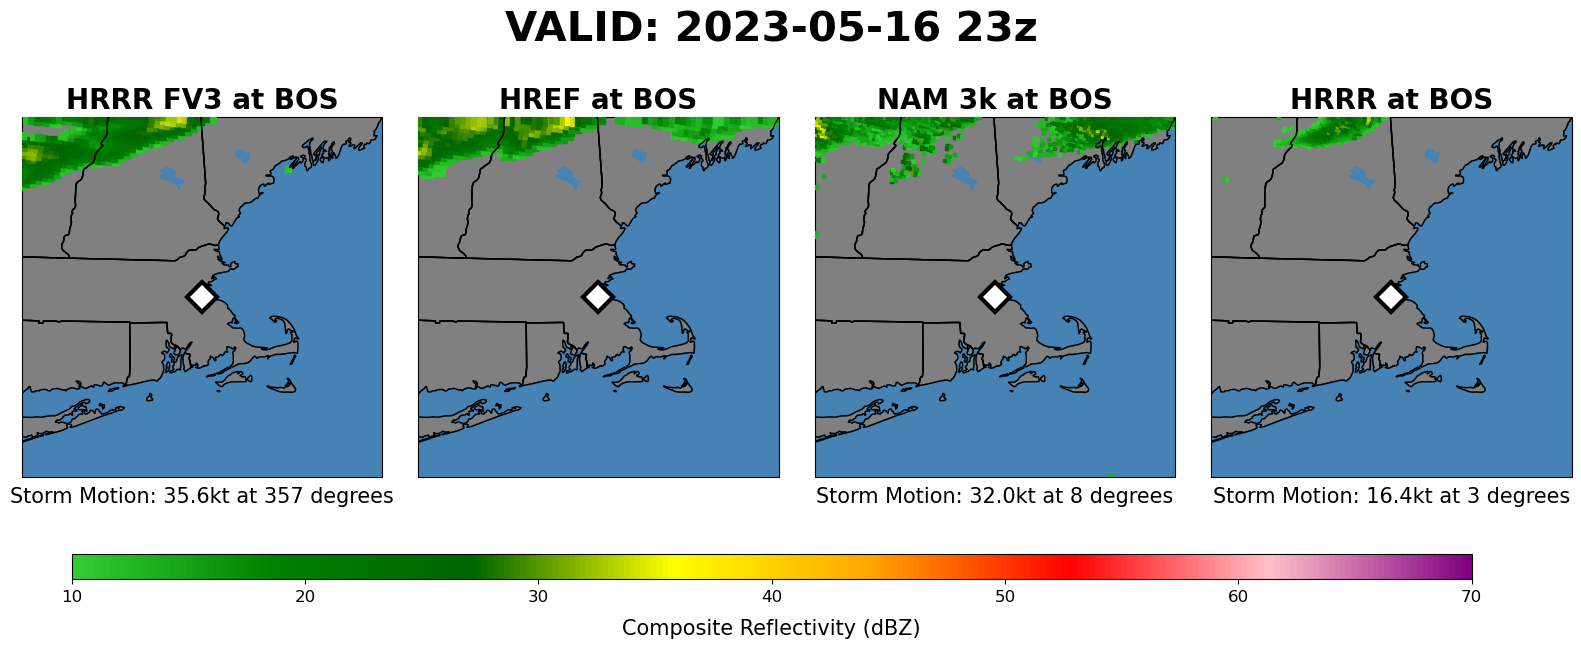 VALID: 2023-05-16 23z
HRRR FV3 at BOS
HREF at BOS
NAM 3k at BOS
HRRR at BOS
Storm Motion: 35.6kt at 357 degrees
Storm Motion: 32.0kt at 8 degrees
Storm Motion: 16.4kt at 3 degrees
10 20 30 40 50 60 70
Composite Reflectivity (dBZ)